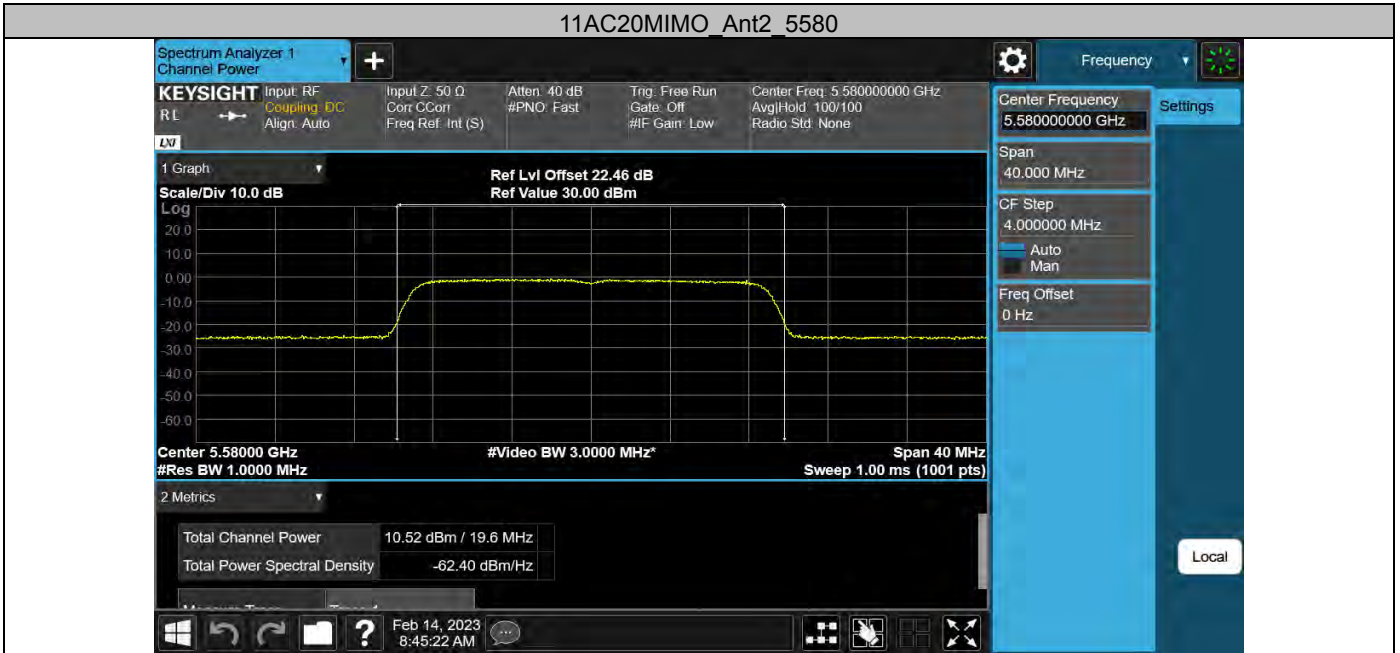 11AC20MIMO_Ant2_5580
Spectrum Analyzer 1
Channel Power
+
Frequency
KEYSIGHT
RL
LXI
Input: RF
Coupling: DC
Align: Auto
Input Z: 50 Ω
Corr CCorr
Freq Ref: Int (S)
Atten: 40 dB
#PNO: Fast
Trig: Free Run
Gate: Off
#IF Gain: Low
Center Freq: 5.580000000 GHz
Avg|Hold: 100/100
Radio Std: None
Center Frequency
5.580000000 GHz
Settings
Span
40.000 MHz
CF Step
4.000000 MHz
Auto
Man
Freq Offset
0 Hz
1 Graph
Scale/Div 10.0 dB
Ref Lvl Offset 22.46 dB
Ref Value 30.00 dBm
Log
20.0
10.0
0.00
-10.0
-20.0
-30.0
-40.0
-50.0
-60.0
Center 5.58000 GHz
#Video BW 3.0000 MHz*
Span 40 MHz
#Res BW 1.0000 MHz
Sweep 1.00 ms (1001 pts)
2 Metrics
Total Channel Power 10.52 dBm / 19.6 MHz
Total Power Spectral Density -62.40 dBm/Hz
Local
?
Feb 14, 2023
8:45:22 AM